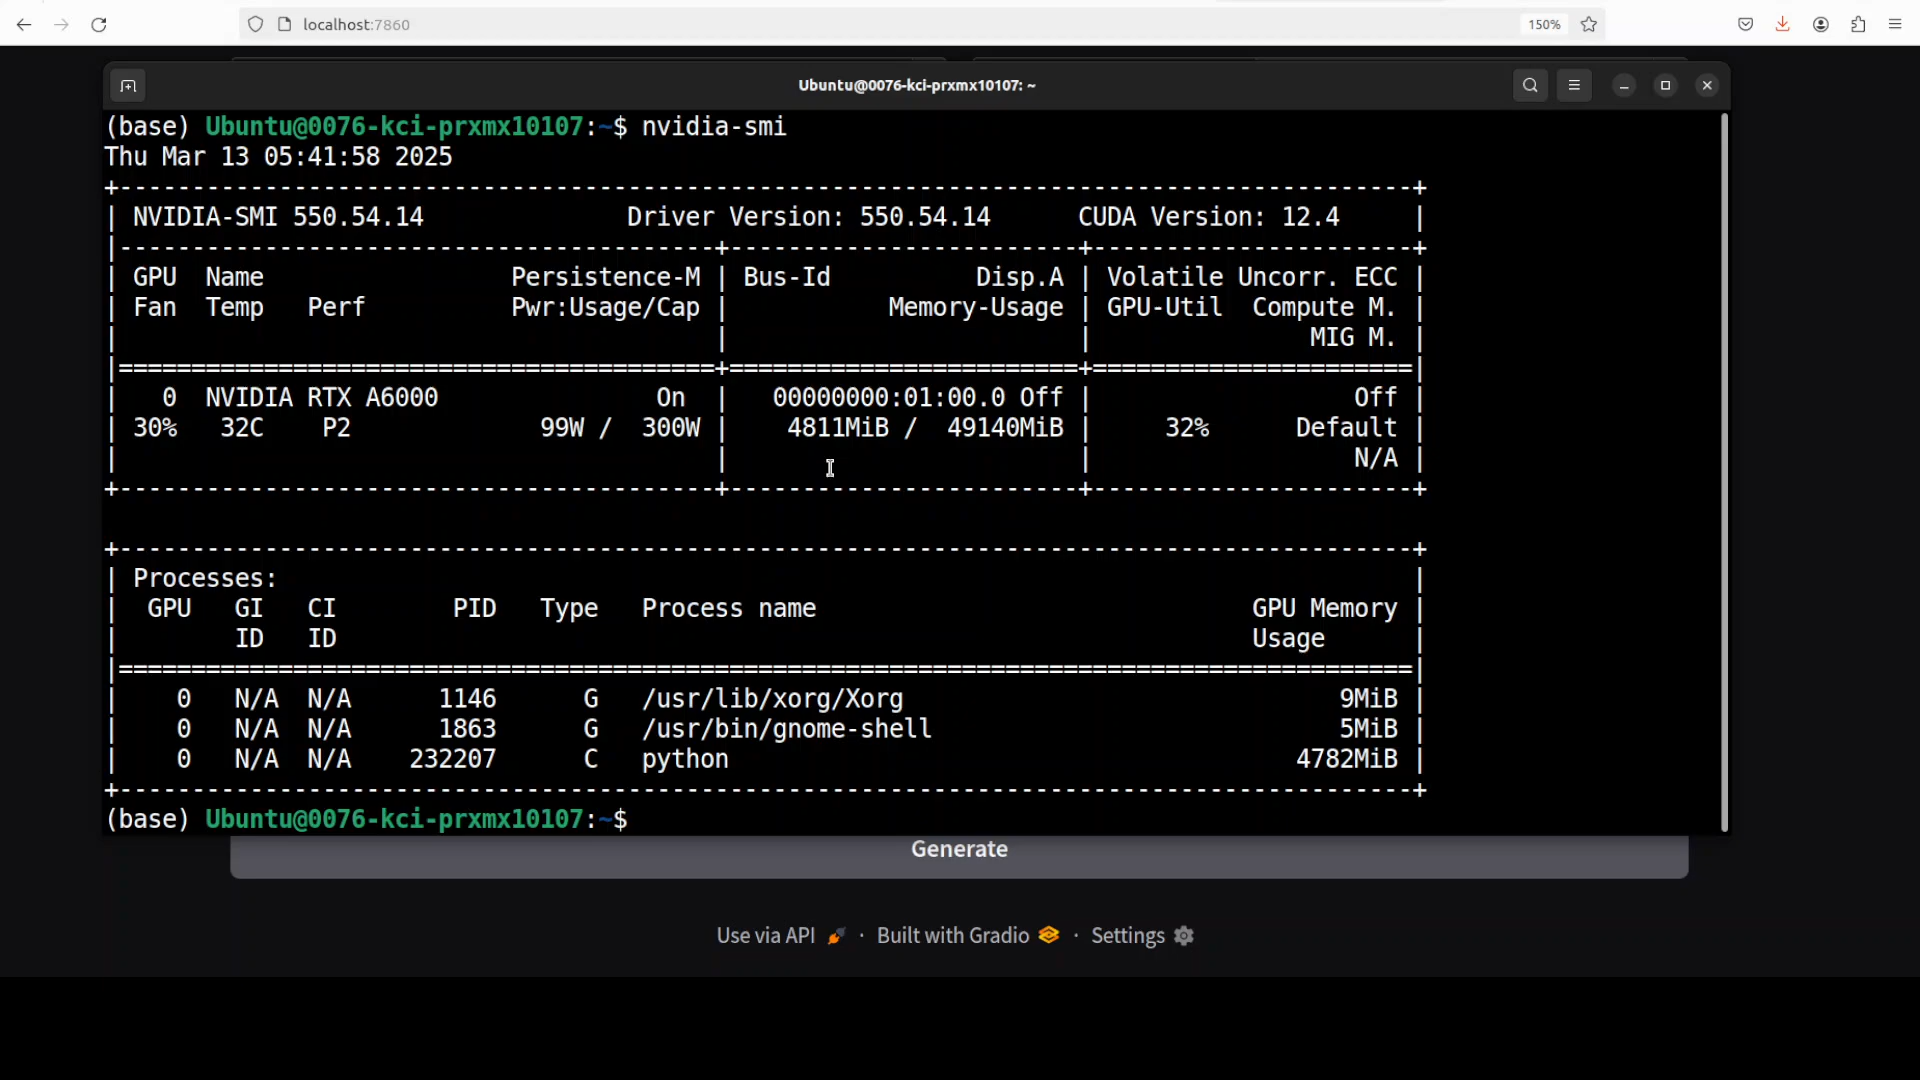 localhost:7860
150%
Ubuntu@0076-kci-prxmx10107: ~
(base) Ubuntu@0076-kci-prxmx10107:~$ nvidia-smi
Thu Mar 13 05:41:58 2025
+-----------------------------------------------------------------------------------------+
| NVIDIA-SMI 550.54.14              Driver Version: 550.54.14      CUDA Version: 12.4     |
|-----------------------------------------+------------------------+----------------------+
| GPU  Name                 Persistence-M | Bus-Id          Disp.A | Volatile Uncorr. ECC |
| Fan  Temp   Perf          Pwr:Usage/Cap |           Memory-Usage | GPU-Util  Compute M. |
|                                         |                        |               MIG M. |
|=========================================+========================+======================|
|   0  NVIDIA RTX A6000               On  |   00000000:01:00.0 Off |                  Off |
| 30%   32C    P2             99W /  300W |    4811MiB /  49140MiB |     32%      Default |
|                                         |                        |                  N/A |
+-----------------------------------------+------------------------+----------------------+
+-----------------------------------------------------------------------------------------+
| Processes:                                                                              |
|  GPU   GI   CI        PID   Type   Process name                              GPU Memory |
|        ID   ID                                                               Usage      |
|=========================================================================================|
|    0   N/A  N/A      1146      G   /usr/lib/xorg/Xorg                              9MiB |
|    0   N/A  N/A      1863      G   /usr/bin/gnome-shell                            5MiB |
|    0   N/A  N/A    232207      C   python                                       4782MiB |
+-----------------------------------------------------------------------------------------+
(base) Ubuntu@0076-kci-prxmx10107:~$
Generate
Use via API · Built with Gradio · Settings